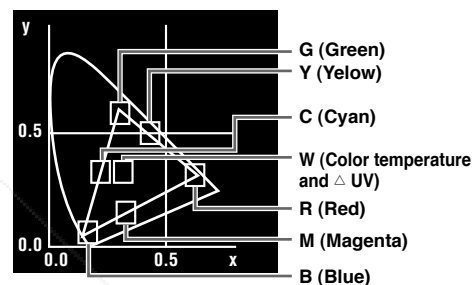 y
G (Green)
Y (Yelow)
C (Cyan)
0.5
W (Color temperature
and △ UV)
R (Red)
M (Magenta)
0.0
0.0 0.5 x
B (Blue)